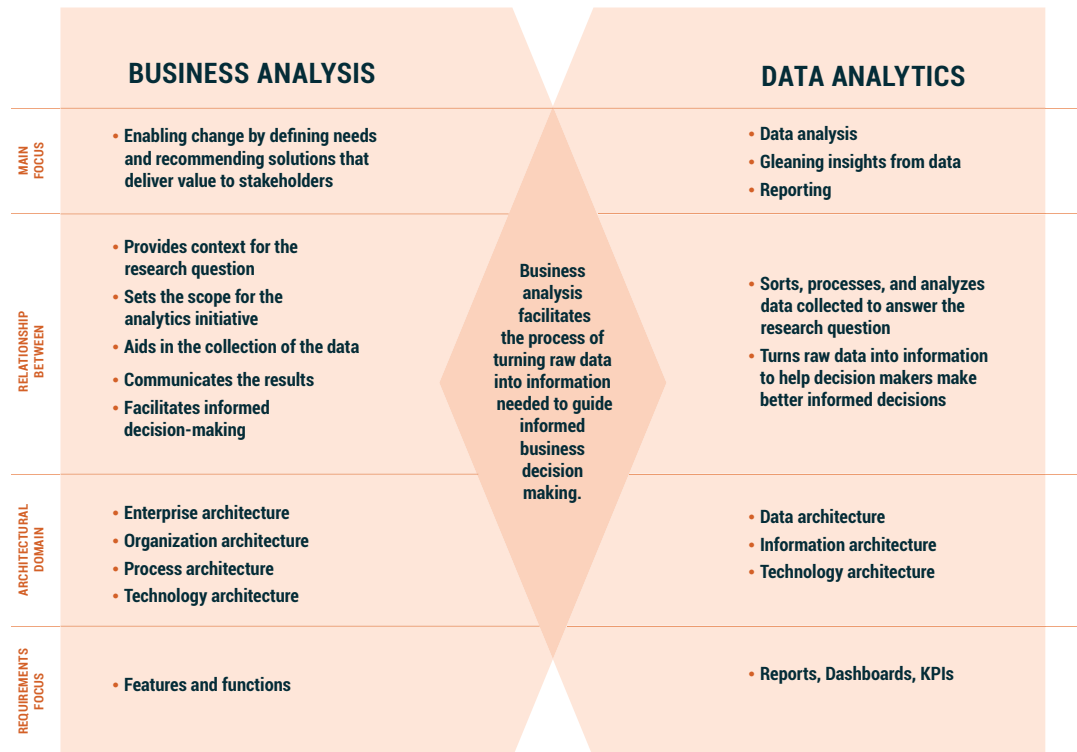 BUSINESS ANALYSIS
DATA ANALYTICS
MAIN
FOCUS
• Enabling change by defining needs
and recommending solutions that
deliver value to stakeholders
• Data analysis
• Gleaning insights from data
• Reporting
RELATIONSHIP
BETWEEN
• Provides context for the
research question
• Sets the scope for the
analytics initiative
• Aids in the collection of the data
• Communicates the results
• Facilitates informed
decision-making
Business
analysis
facilitates
the process of
turning raw data
into information
needed to guide
informed
business
decision
making.
• Sorts, processes, and analyzes
data collected to answer the
research question
• Turns raw data into information
to help decision makers make
better informed decisions
ARCHITECTURAL
DOMAIN
• Enterprise architecture
• Organization architecture
• Process architecture
• Technology architecture
• Data architecture
• Information architecture
• Technology architecture
REQUIREMENTS
FOCUS
• Features and functions
• Reports, Dashboards, KPIs